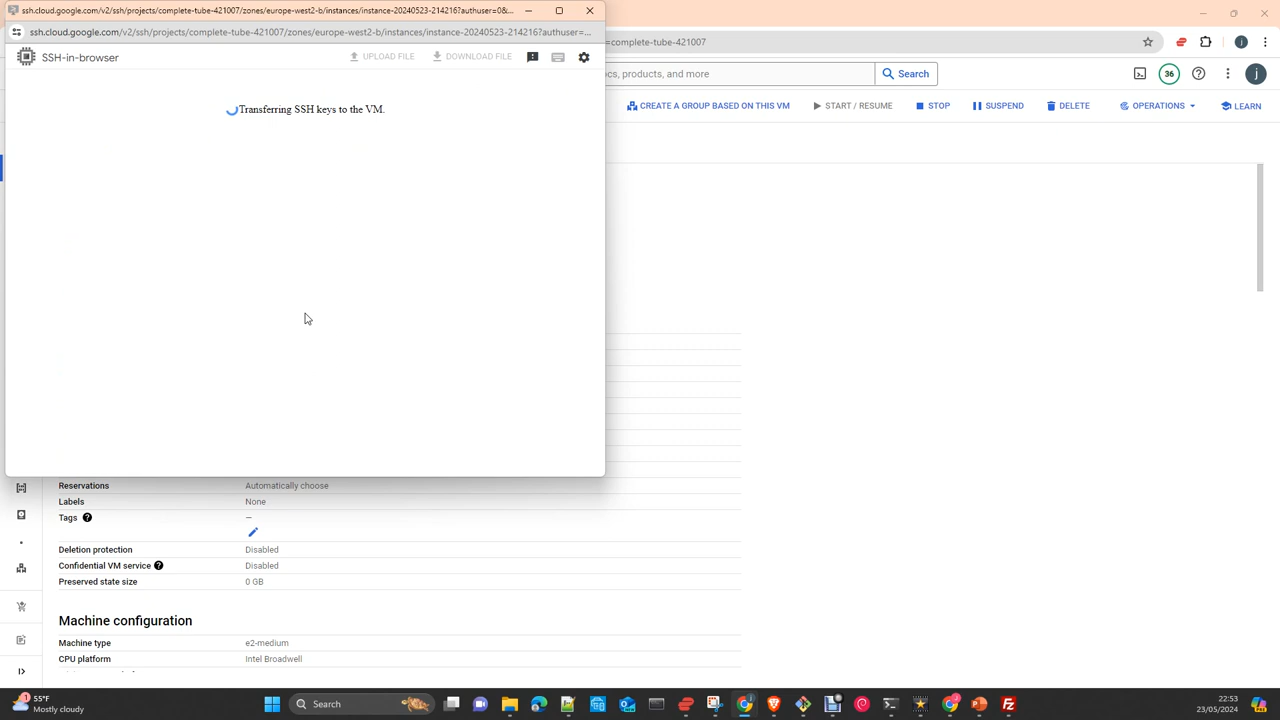 ssh.cloud.google.com/v2/ssh/projects/complete-tube-421007/zones/europe-west2-b/instances/instance-20240523-214216?authuser=0&...
ssh.cloud.google.com/v2/ssh/projects/complete-tube-421007/zones/europe-west2-b/instances/instance-20240523-214216?authuser=...
=complete-tube-421007
SSH-in-browser
UPLOAD FILE
DOWNLOAD FILE
ocs, products, and more
Search
36
j
j
CREATE A GROUP BASED ON THIS VM
START / RESUME
STOP
SUSPEND
DELETE
OPERATIONS
LEARN
Transferring SSH keys to the VM.
Reservations Automatically choose
Labels None
Tags —
Deletion protection Disabled
Confidential VM service Disabled
Preserved state size 0 GB
Machine configuration
Machine type e2-medium
CPU platform Intel Broadwell
1
55°F
Mostly cloudy
Search
22:53
23/05/2024